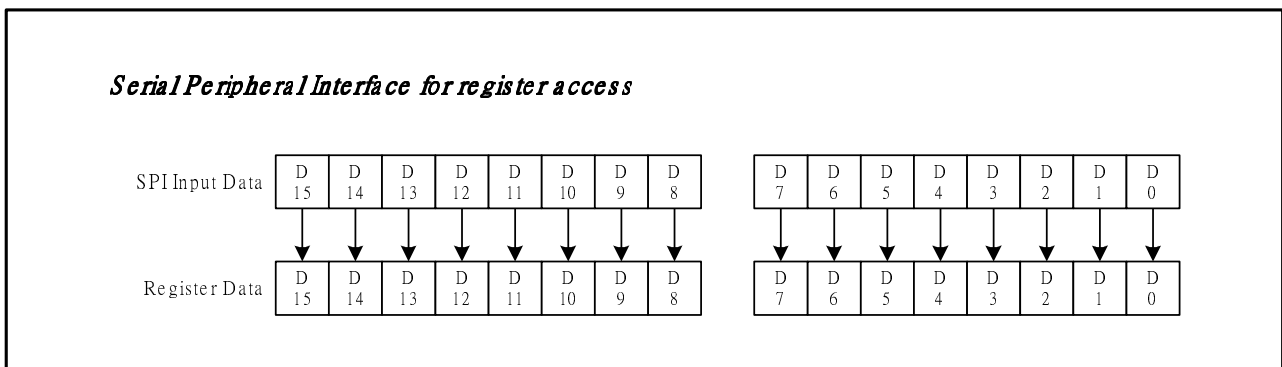 Serial Peripheral Interface for register access
SPI Input Data D 15 D 14 D 13 D 12 D 11 D 10 D 9 D 8 D 7 D 6 D 5 D 4 D 3 D 2 D 1 D 0
Register Data D 15 D 14 D 13 D 12 D 11 D 10 D 9 D 8 D 7 D 6 D 5 D 4 D 3 D 2 D 1 D 0